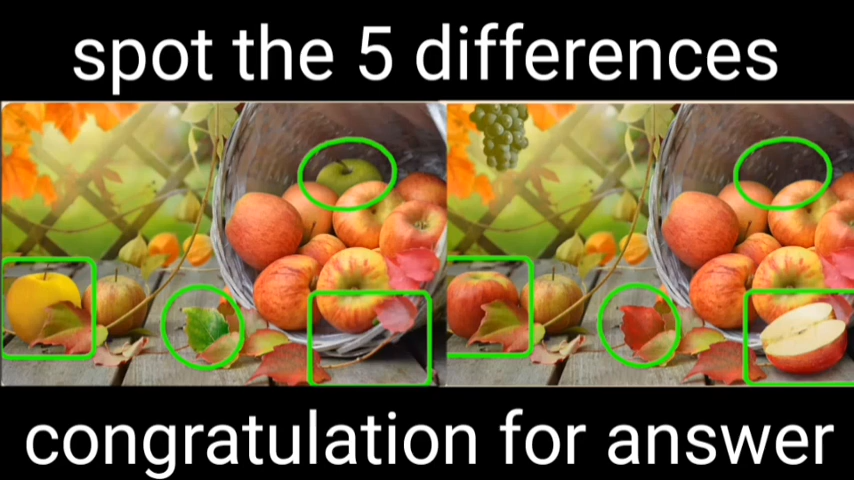 spot the 5 differences
congratulation for answer